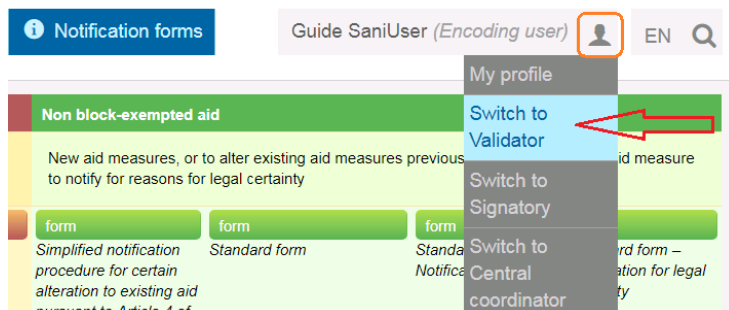 Notification forms
Guide SaniUser (Encoding user)
EN
My profile
Switch to
Validator
Switch to
Signatory
Switch to
Central
coordinator
Non block-exempted aid
New aid measures, or to alter existing aid measures previous id measure
to notify for reasons for legal certainty
form
Simplified notification
procedure for certain
alteration to existing aid
pursuant to Article 4 of
form
Standard form
form
Standa
Notifica
rd form –
ation for legal
ty